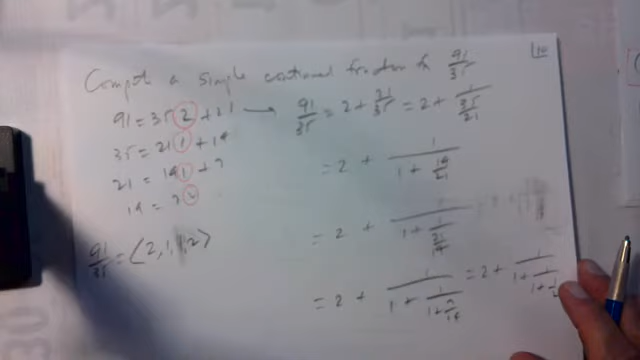 Compute a simple continued fraction for 91/35
91 = 35 2 + 21 → 91/35 = 2 + 21/35 = 2 + 1/(35/21)
35 = 21 1 + 14
= 2 + 1/(1 + 14/21)
21 = 14 1 + 7
14 = 7 2
= 2 + 1/(1 + 1/(21/14))
91/35 = ⟨2, 1, 1, 2⟩
= 2 + 1/(1 + 1/(1 + 7/14)) = 2 + 1/(1 + 1/(1 + 1/2))